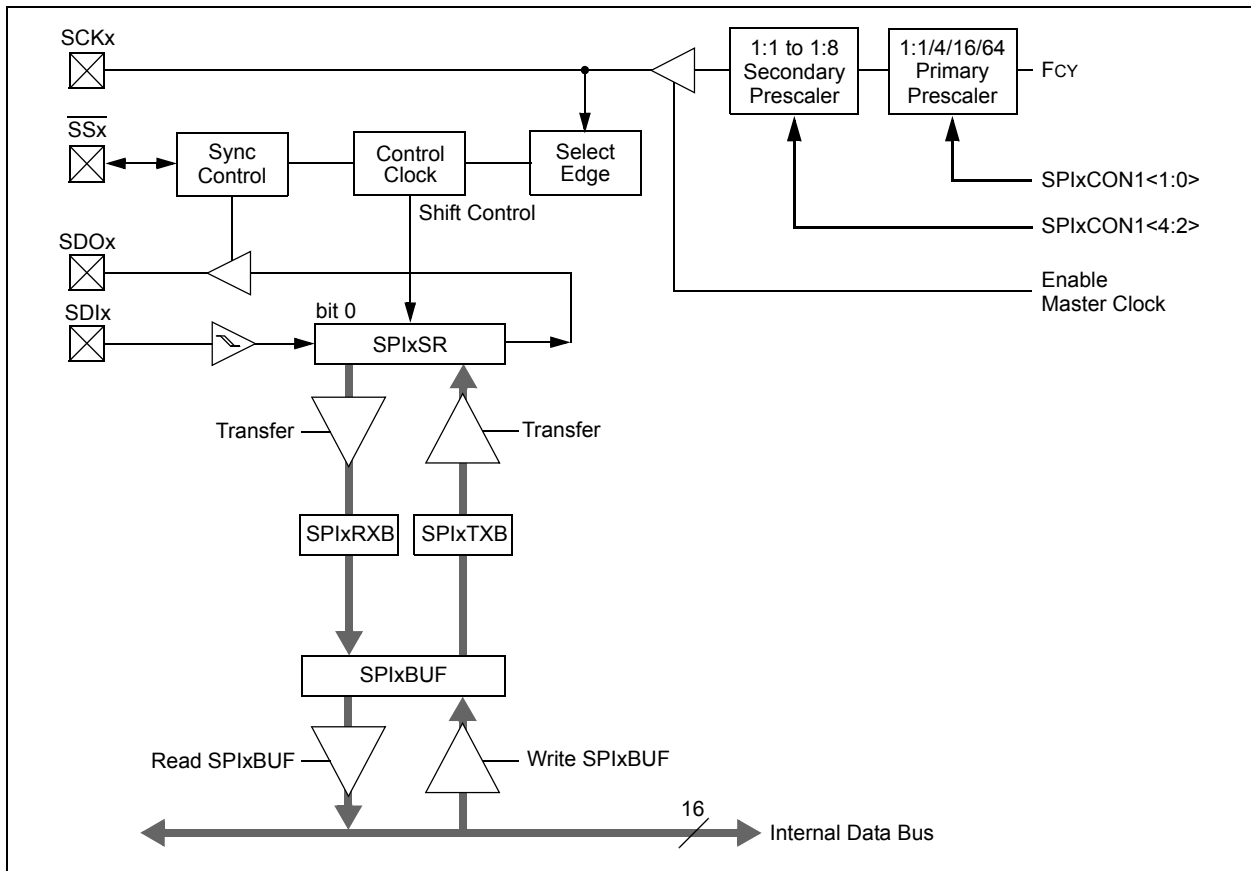 SCKx
1:1 to 1:8
Secondary
Prescaler
1:1/4/16/64
Primary
Prescaler
FCY
SSx
Sync
Control
Control
Clock
Select
Edge
SPIxCON1<1:0>
Shift Control
SPIxCON1<4:2>
SDOx
Enable
Master Clock
SDIx
bit 0
SPIxSR
Transfer
Transfer
SPIxRXB
SPIxTXB
SPIxBUF
Read SPIxBUF
Write SPIxBUF
16
Internal Data Bus